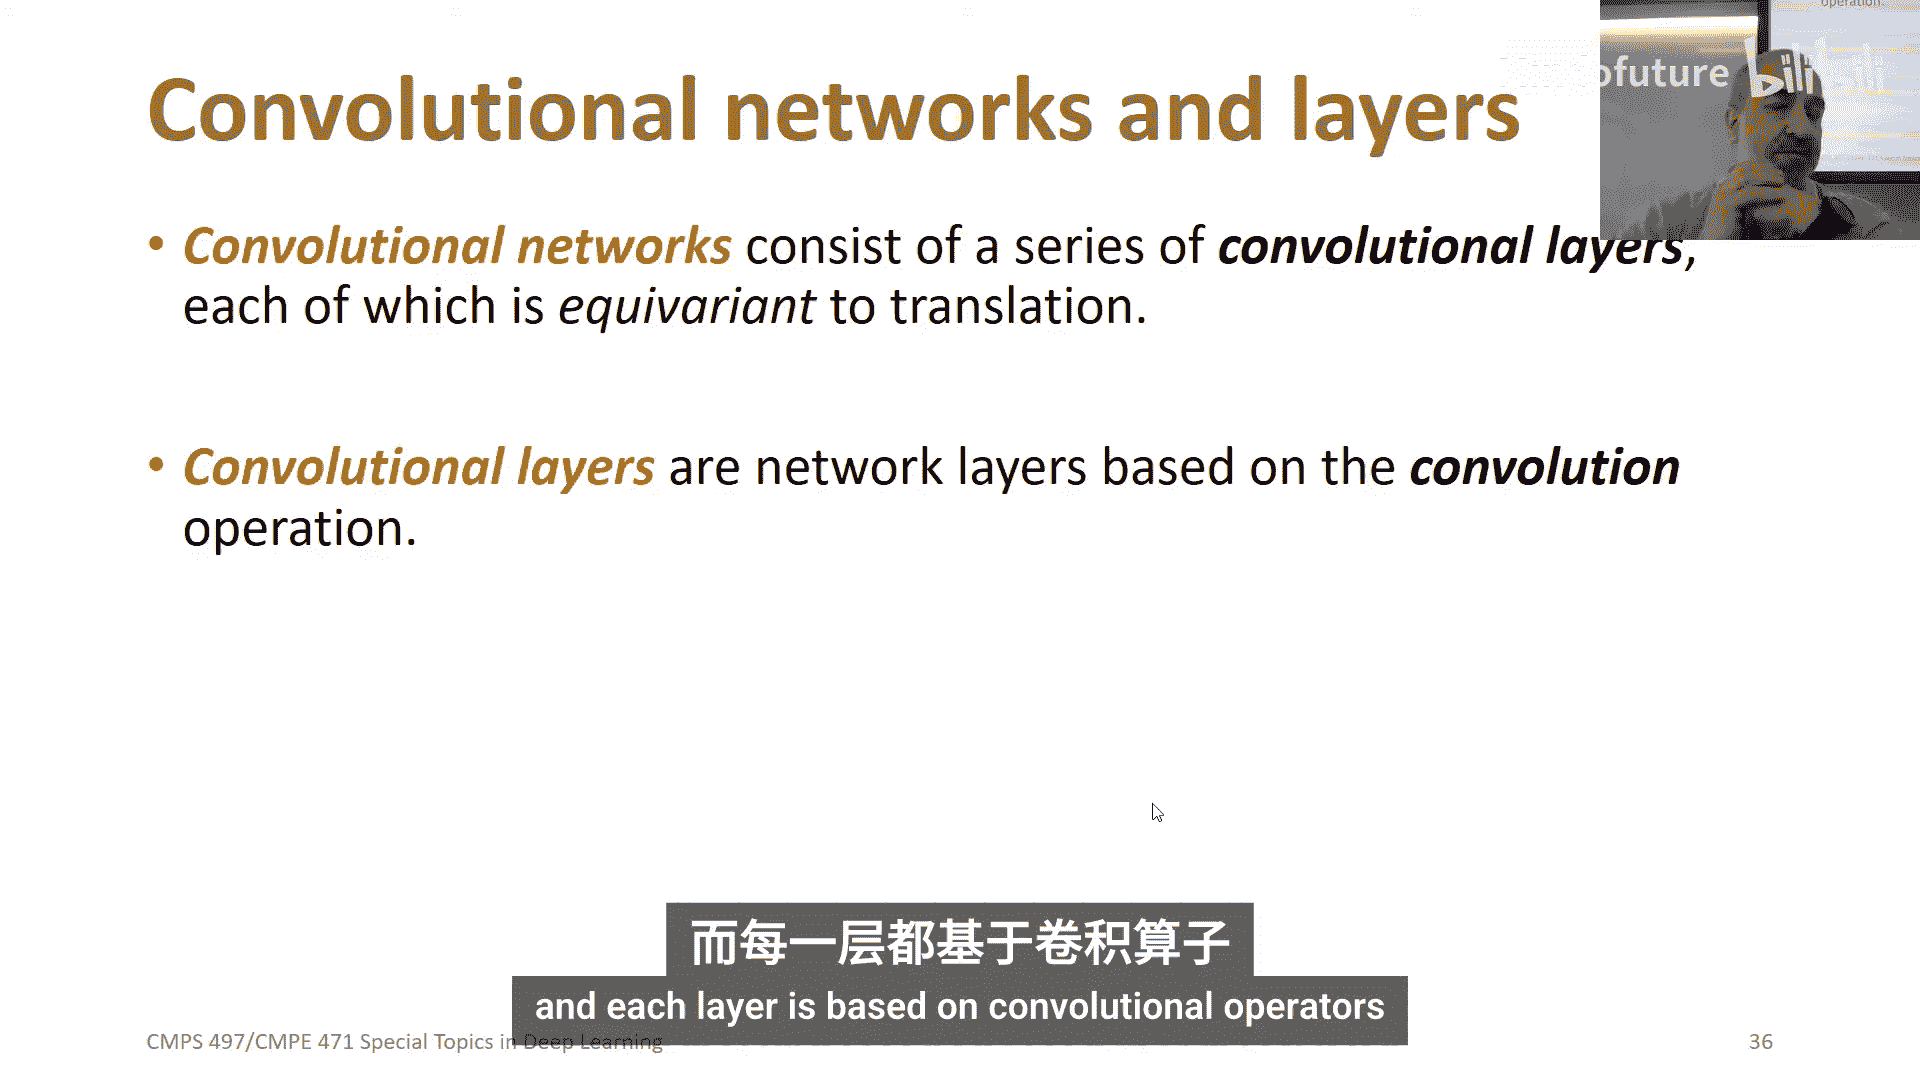 operation.
ofuture bilibili
Convolutional networks and layers
• Convolutional networks consist of a series of convolutional layers,
each of which is equivariant to translation.
• Convolutional layers are network layers based on the convolution
operation.
而每一层都基于卷积算子
and each layer is based on convolutional operators
CMPS 497/CMPE 471 Special Topics in Deep Learning
36